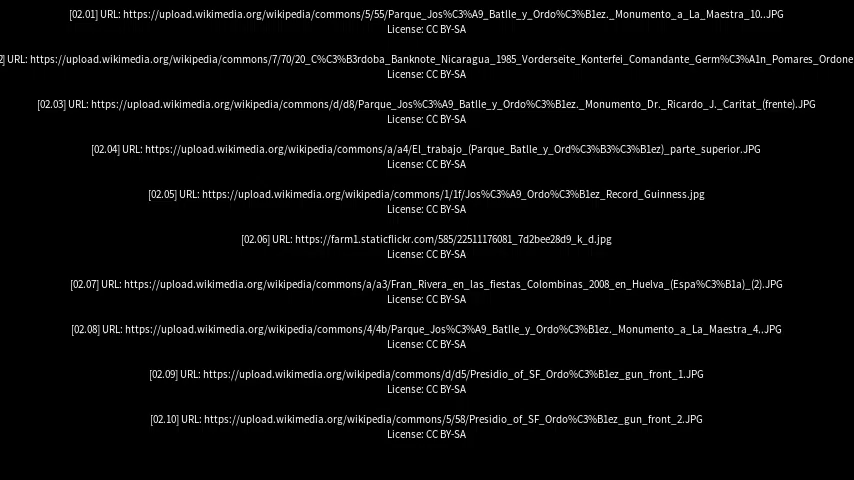 [02.01] URL: https://upload.wikimedia.org/wikipedia/commons/5/55/Parque_Jos%C3%A9_Batlle_y_Ordo%C3%B1ez._Monumento_a_La_Maestra_10..JPG
License: CC BY-SA
2] URL: https://upload.wikimedia.org/wikipedia/commons/7/70/20_C%C3%B3rdoba_Banknote_Nicaragua_1985_Vorderseite_Konterfei_Comandante_Germ%C3%A1n_Pomares_Ordone
License: CC BY-SA
[02.03] URL: https://upload.wikimedia.org/wikipedia/commons/d/d8/Parque_Jos%C3%A9_Batlle_y_Ordo%C3%B1ez._Monumento_Dr._Ricardo_J._Caritat_(frente).JPG
License: CC BY-SA
[02.04] URL: https://upload.wikimedia.org/wikipedia/commons/a/a4/El_trabajo_(Parque_Batlle_y_Ord%C3%B3%C3%B1ez)_parte_superior.JPG
License: CC BY-SA
[02.05] URL: https://upload.wikimedia.org/wikipedia/commons/1/1f/Jos%C3%A9_Ordo%C3%B1ez_Record_Guinness.jpg
License: CC BY-SA
[02.06] URL: https://farm1.staticflickr.com/585/22511176081_7d2bee28d9_k_d.jpg
License: CC BY-SA
[02.07] URL: https://upload.wikimedia.org/wikipedia/commons/a/a3/Fran_Rivera_en_las_fiestas_Colombinas_2008_en_Huelva_(Espa%C3%B1a)_(2).JPG
License: CC BY-SA
[02.08] URL: https://upload.wikimedia.org/wikipedia/commons/4/4b/Parque_Jos%C3%A9_Batlle_y_Ordo%C3%B1ez._Monumento_a_La_Maestra_4..JPG
License: CC BY-SA
[02.09] URL: https://upload.wikimedia.org/wikipedia/commons/d/d5/Presidio_of_SF_Ordo%C3%B1ez_gun_front_1.JPG
License: CC BY-SA
[02.10] URL: https://upload.wikimedia.org/wikipedia/commons/5/58/Presidio_of_SF_Ordo%C3%B1ez_gun_front_2.JPG
License: CC BY-SA